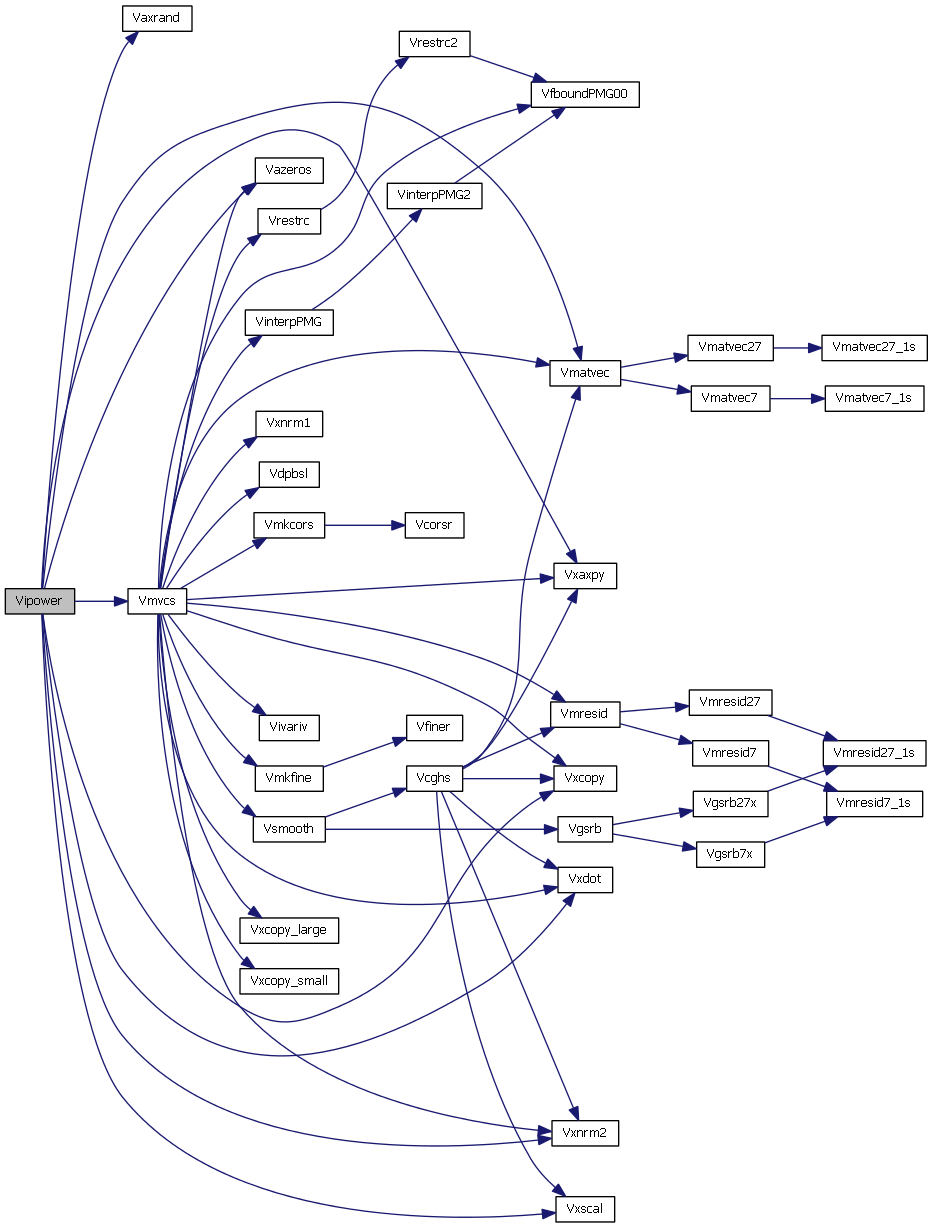 Vaxrand
Vrestrc2
VfboundPMG00
Vazeros
VinterpPMG2
Vrestrc
VinterpPMG
Vmatvec27
Vmatvec27_1s
Vmatvec
Vmatvec7
Vmatvec7_1s
Vxnrm1
Vdpbsl
Vmkcors
Vcorsr
Vxaxpy
Vipower
Vmvcs
Vmresid27
Vmresid
Vivariv
Vfiner
Vmresid7
Vmresid27_1s
Vmkfine
Vcghs
Vxcopy
Vgsrb27x
Vmresid7_1s
Vsmooth
Vgsrb
Vgsrb7x
Vxdot
Vxcopy_large
Vxcopy_small
Vxnrm2
Vxscal